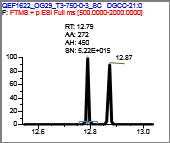 QEF1622_OG29_T3-750-0-3_SC DGCC-21:0
F: FTMS + p ESI Full ms [500.0000-2000.0000]
RT: 12.79
AA: 272
AH: 450
SN: 5.22E+015
12.87
100
80
60
40
20
0
12.6
12.8
13.0